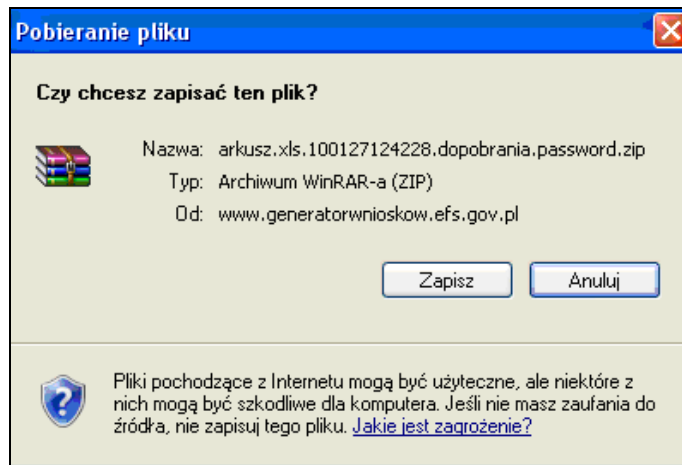 Pobieranie pliku
Czy chcesz zapisać ten plik?
Nazwa: arkusz.xls.100127124228.dopobrania.password.zip
Typ: Archiwum WinRAR-a (ZIP)
Od: www.generatorwnioskow.efs.gov.pl
Zapisz Anuluj
Pliki pochodzące z Internetu mogą być użyteczne, ale niektóre z
nich mogą być szkodliwe dla komputera. Jeśli nie masz zaufania do
źródła, nie zapisuj tego pliku. Jakie jest zagrożenie?